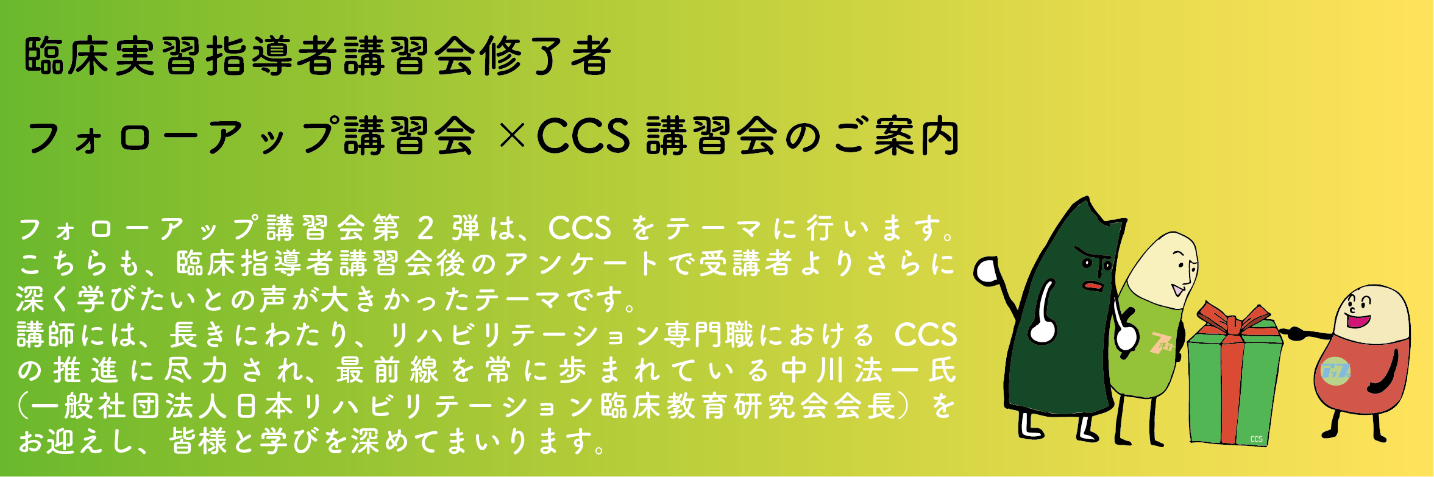 臨床実習指導者講習会修了者
フォローアップ講習会 ×CCS 講習会のご案内
フォローアップ講習会第 2 弾は、CCS をテーマに行います。
こちらも、臨床指導者講習会後のアンケートで受講者よりさらに
深く学びたいとの声が大きかったテーマです。
講師には、長きにわたり、リハビリテーション専門職における CCS
の推進に尽力され、最前線を常に歩まれている中川法一氏
（一般社団法人日本リハビリテーション臨床教育研究会会長）を
お迎えし、皆様と学びを深めてまいります。
CCS